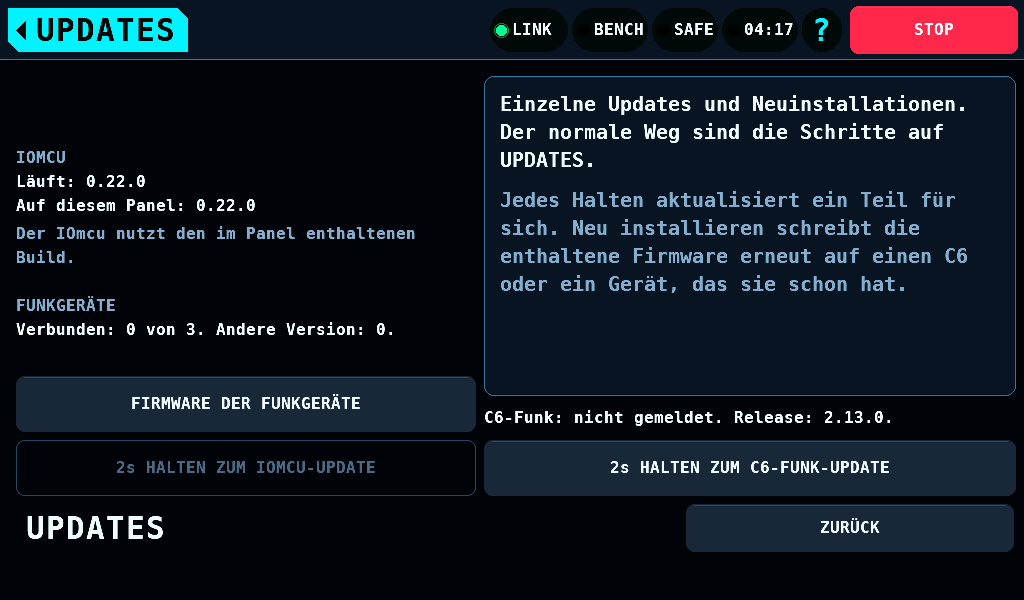 UPDATES
LINK
BENCH
SAFE
04:17
?
STOP
IOMCU
Läuft: 0.22.0
Auf diesem Panel: 0.22.0
Der IOmcu nutzt den im Panel enthaltenen
Build.
FUNKGERÄTE
Verbunden: 0 von 3. Andere Version: 0.
FIRMWARE DER FUNKGERÄTE
2s HALTEN ZUM IOMCU-UPDATE
Einzelne Updates und Neuinstallationen.
Der normale Weg sind die Schritte auf
UPDATES.
Jedes Halten aktualisiert ein Teil für
sich. Neu installieren schreibt die
enthaltene Firmware erneut auf einen C6
oder ein Gerät, das sie schon hat.
C6-Funk: nicht gemeldet. Release: 2.13.0.
2s HALTEN ZUM C6-FUNK-UPDATE
UPDATES
ZURÜCK